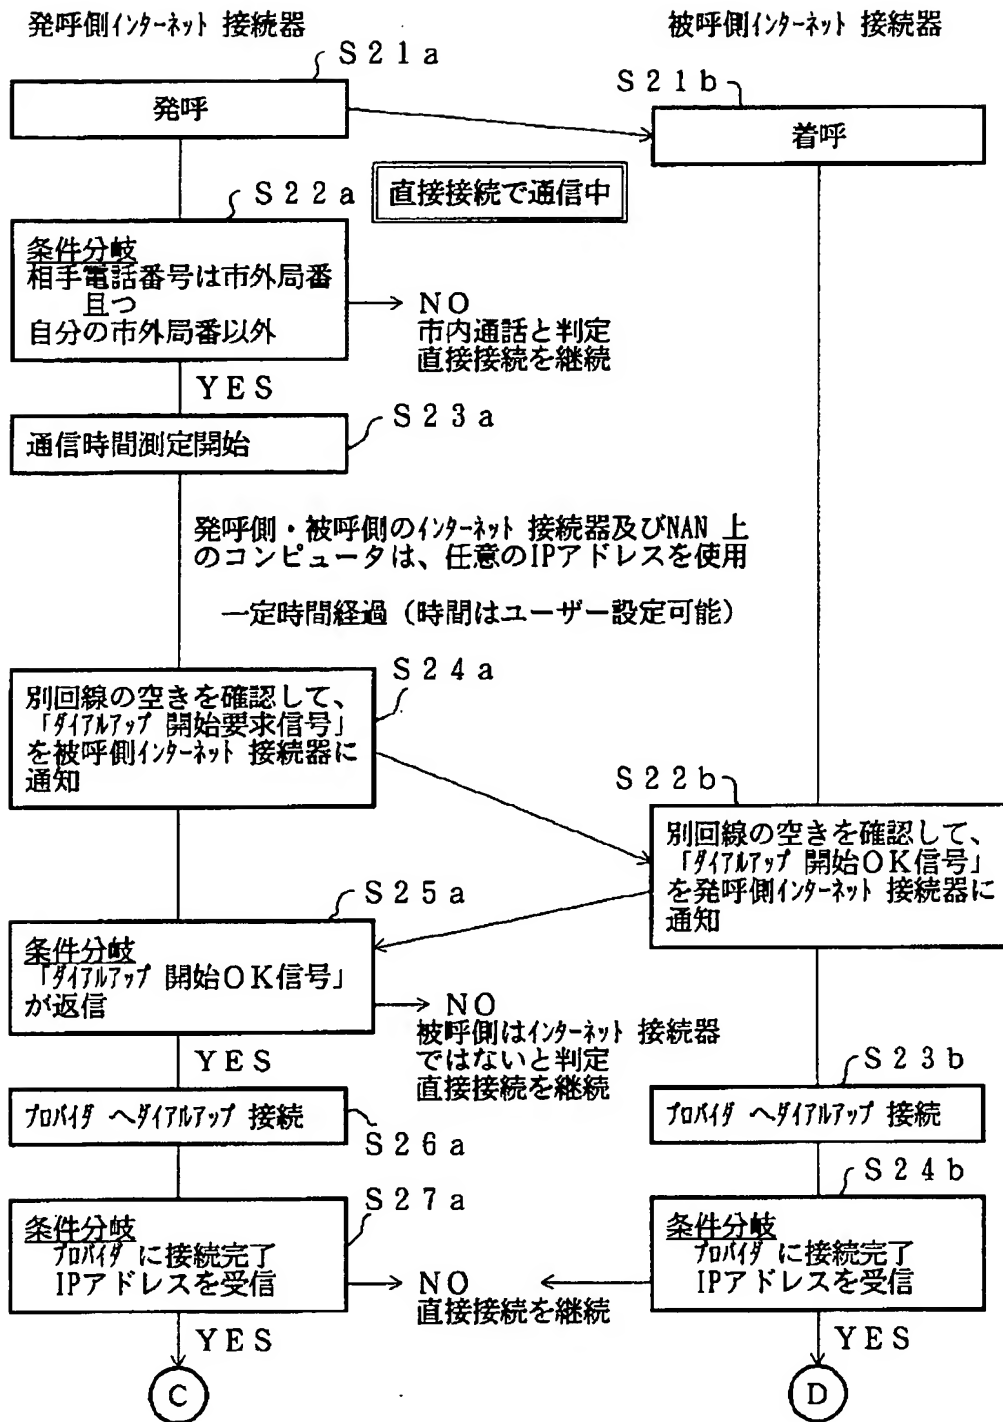 発呼側インターネット 接続器
被呼側インターネット 接続器
S21a
発呼
S21b
着呼
直接接続で通信中
S22a
条件分岐
相手電話番号は市外局番
且つ
自分の市外局番以外
NO
市内通話と判定
直接接続を継続
YES
S23a
通信時間測定開始
発呼側・被呼側のインターネット 接続器及びNAN 上
のコンピュータは、任意のIPアドレスを使用
一定時間経過（時間はユーザー設定可能）
S24a
別回線の空きを確認して、
「ダイアルアップ 開始要求信号」
を被呼側インターネット 接続器に
通知
S22b
別回線の空きを確認して、
「ダイアルアップ 開始OK信号」
を発呼側インターネット 接続器に
通知
S25a
条件分岐
「ダイアルアップ 開始OK信号」
が返信
NO
被呼側はインターネット 接続器
ではないと判定
直接接続を継続
YES
プロバイダ へダイアルアップ 接続
S26a
S23b
プロバイダ へダイアルアップ 接続
S27a
条件分岐
プロバイダ に接続完了
IPアドレスを受信
NO
直接接続を継続
S24b
条件分岐
プロバイダ に接続完了
IPアドレスを受信
YES
YES
C
D